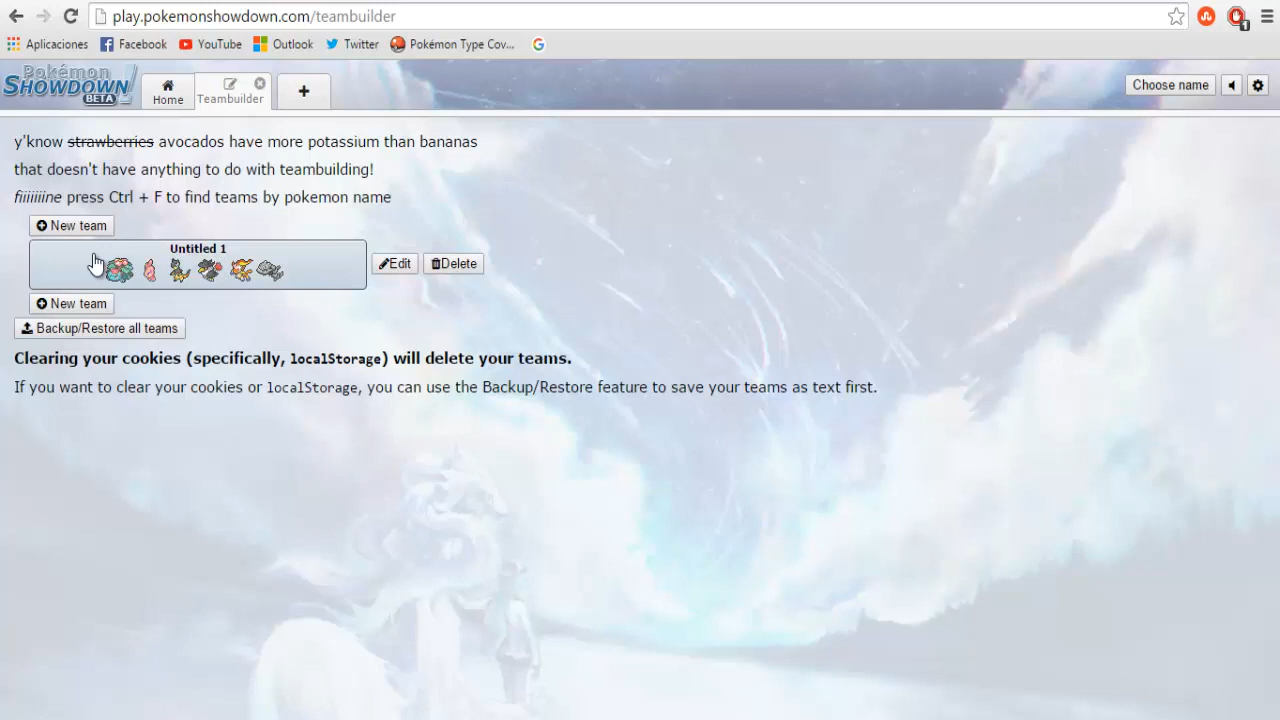 play.pokemonshowdown.com/teambuilder
Aplicaciones Facebook YouTube Outlook Twitter Pokémon Type Cov...
Pokémon
SHOWDOWN
BETA
Home
Teambuilder
Choose name
y'know strawberries avocados have more potassium than bananas
that doesn't have anything to do with teambuilding!
fiiiiiiine press Ctrl + F to find teams by pokemon name
New team
Untitled 1
Edit Delete
New team
Backup/Restore all teams
Clearing your cookies (specifically, localStorage) will delete your teams.
If you want to clear your cookies or localStorage, you can use the Backup/Restore feature to save your teams as text first.